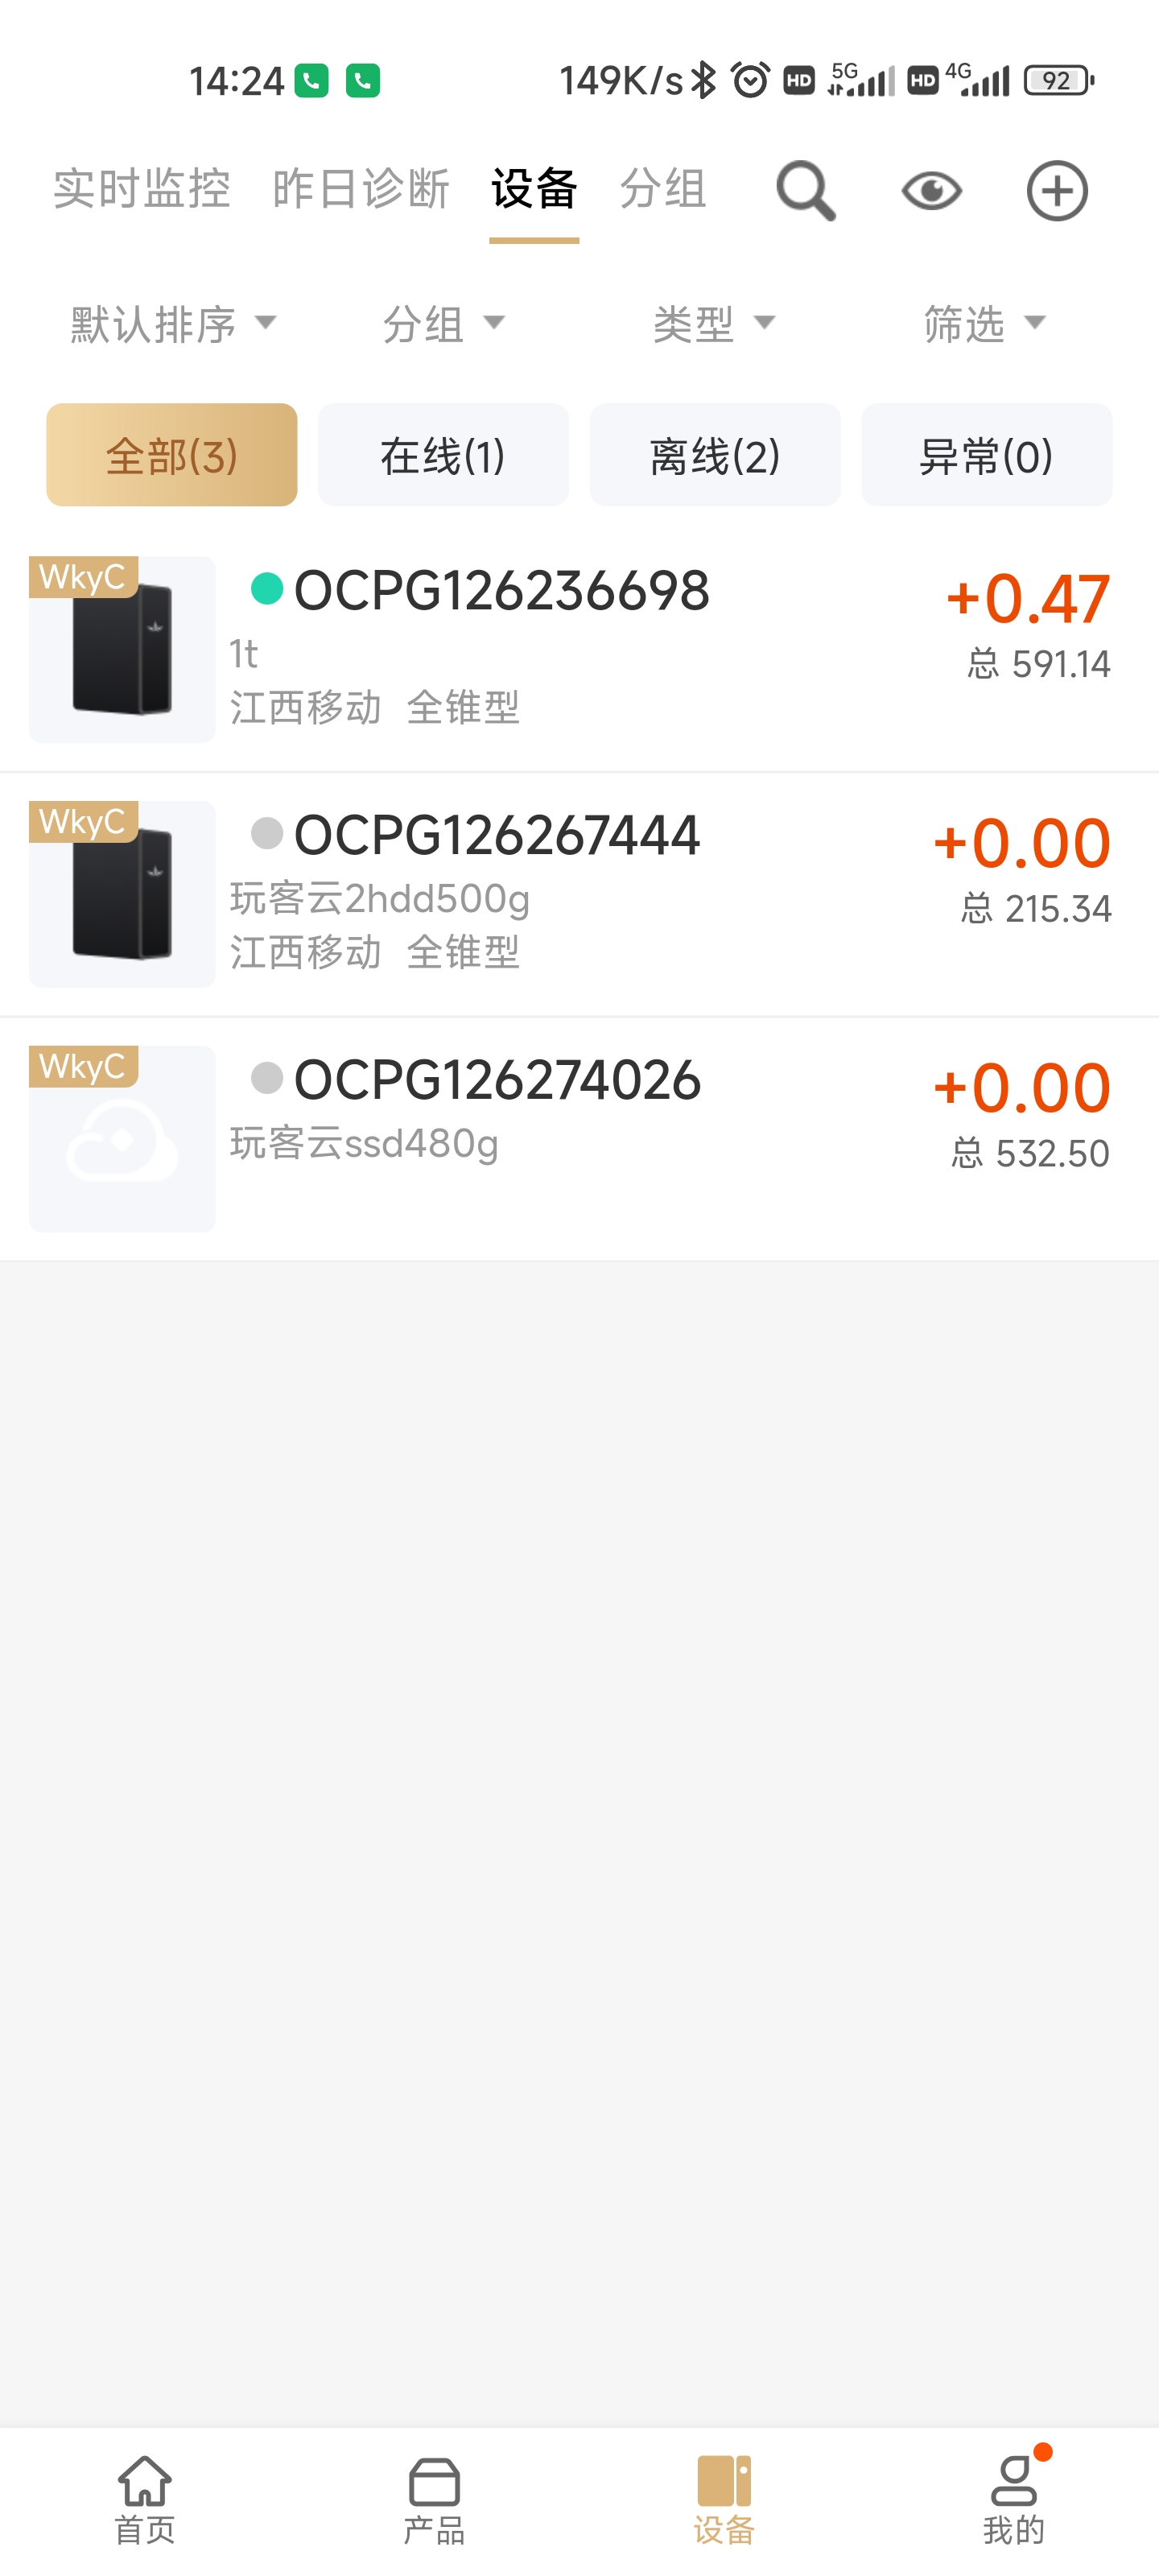 14:24 149K/s HD 5G HD 4G 92
实时监控 昨日诊断 设备 分组
默认排序 分组 类型 筛选
全部(3) 在线(1) 离线(2) 异常(0)
WkyC OCPG126236698 +0.47
1t 总 591.14
江西移动 全锥型
WkyC OCPG126267444 +0.00
玩客云2hdd500g 总 215.34
江西移动 全锥型
WkyC OCPG126274026 +0.00
玩客云ssd480g 总 532.50
首页 产品 设备 我的